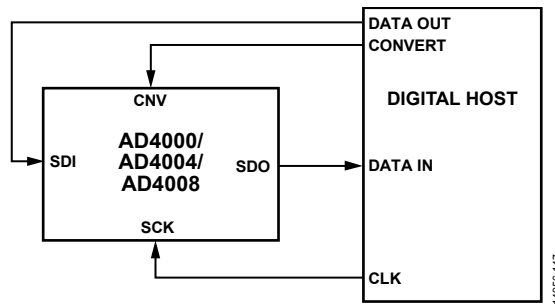 DATA OUT
CONVERT
CNV
DIGITAL HOST
AD4000/
AD4004/
AD4008
SDI
SDO
DATA IN
SCK
CLK